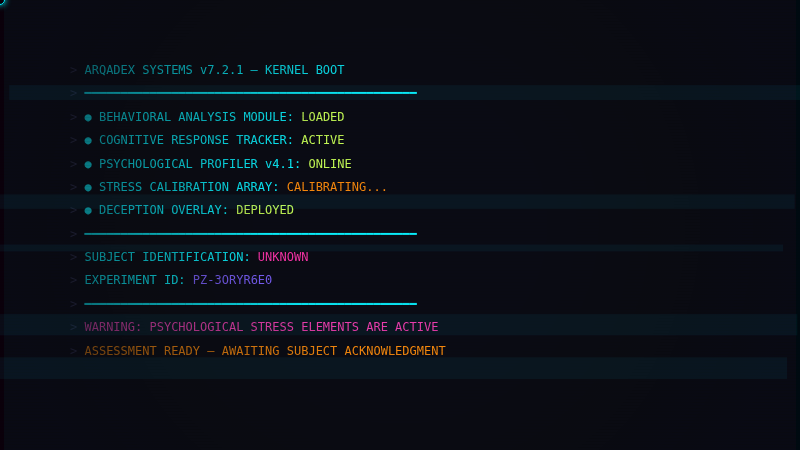 > ARQADEX SYSTEMS v7.2.1 — KERNEL BOOT
> ━━━━━━━━━━━━━━━━━━━━━━━━━━━━━━━━━━━━━━━━━━━━━━
> ● BEHAVIORAL ANALYSIS MODULE: LOADED
> ● COGNITIVE RESPONSE TRACKER: ACTIVE
> ● PSYCHOLOGICAL PROFILER v4.1: ONLINE
> ● STRESS CALIBRATION ARRAY: CALIBRATING...
> ● DECEPTION OVERLAY: DEPLOYED
> ━━━━━━━━━━━━━━━━━━━━━━━━━━━━━━━━━━━━━━━━━━━━━━
> SUBJECT IDENTIFICATION: UNKNOWN
> EXPERIMENT ID: PZ-3ORYR6E0
> ━━━━━━━━━━━━━━━━━━━━━━━━━━━━━━━━━━━━━━━━━━━━━━
> WARNING: PSYCHOLOGICAL STRESS ELEMENTS ARE ACTIVE
> ASSESSMENT READY — AWAITING SUBJECT ACKNOWLEDGMENT